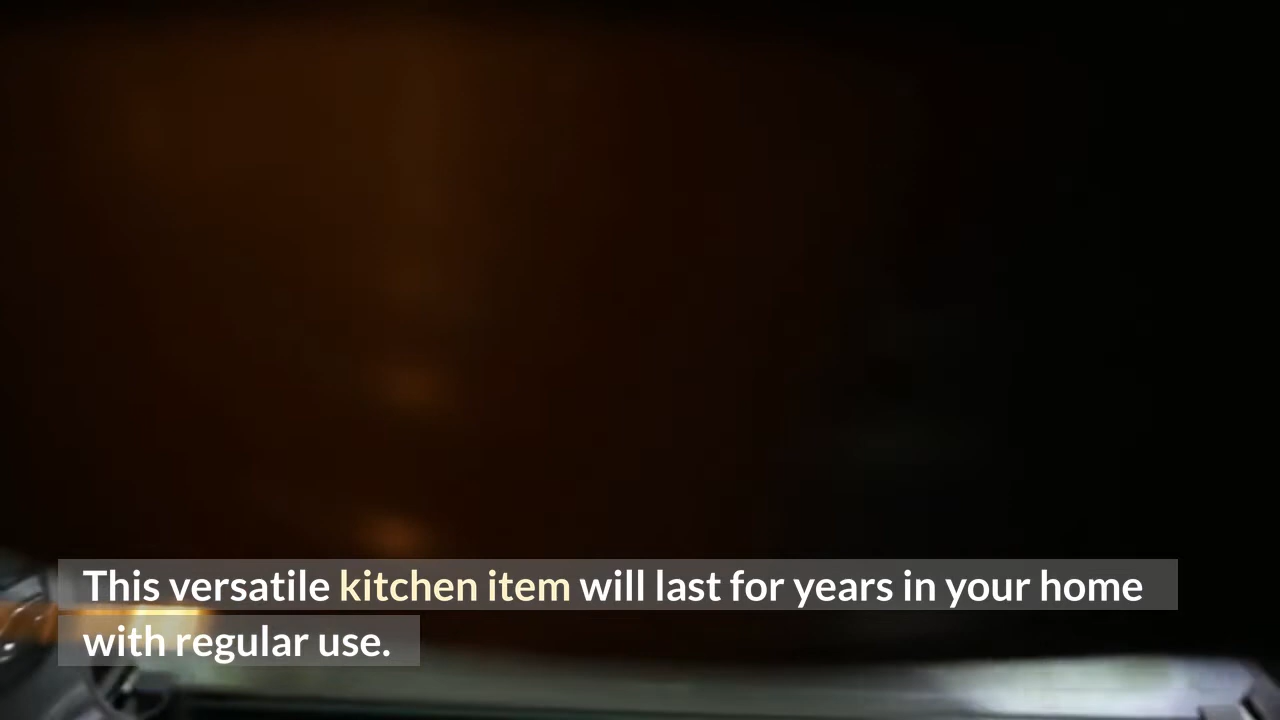 This versatile kitchen item will last for years in your home
with regular use.